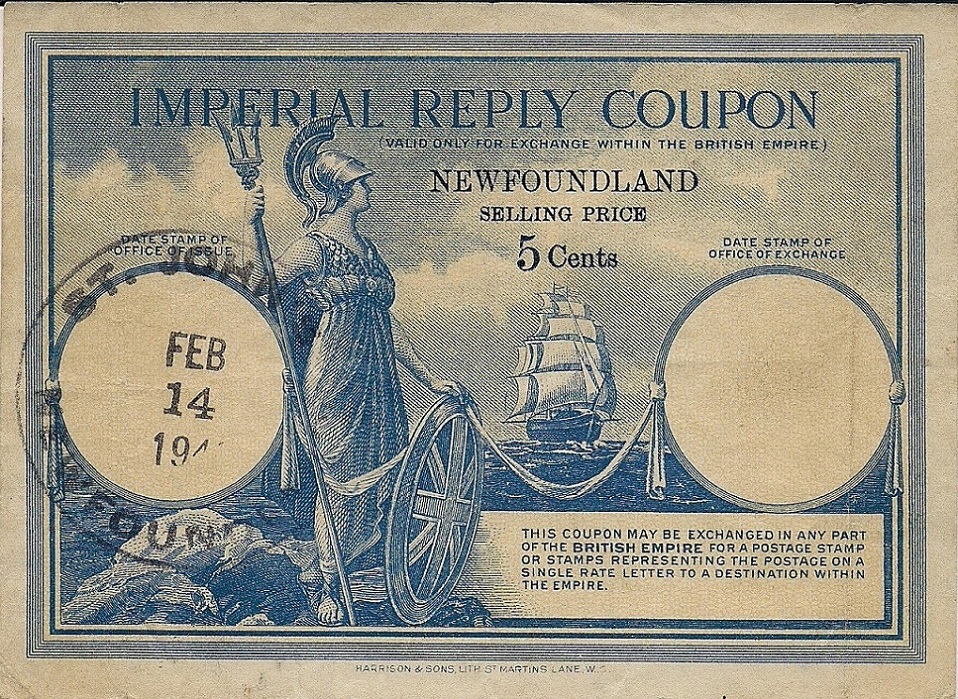 IMPERIAL REPLY COUPON
(VALID ONLY FOR EXCHANGE WITHIN THE BRITISH EMPIRE)
NEWFOUNDLAND
SELLING PRICE
5 Cents
DATE STAMP OF
OFFICE OF ISSUE
DATE STAMP OF
OFFICE OF EXCHANGE
ST. JOHN
FEB
14
THIS COUPON MAY BE EXCHANGED IN ANY PART
OF THE BRITISH EMPIRE FOR A POSTAGE STAMP
OR STAMPS REPRESENTING THE POSTAGE ON A
SINGLE RATE LETTER TO A DESTINATION WITHIN
THE EMPIRE.
HARRISON & SONS, LITH ST MARTINS LANE, W.